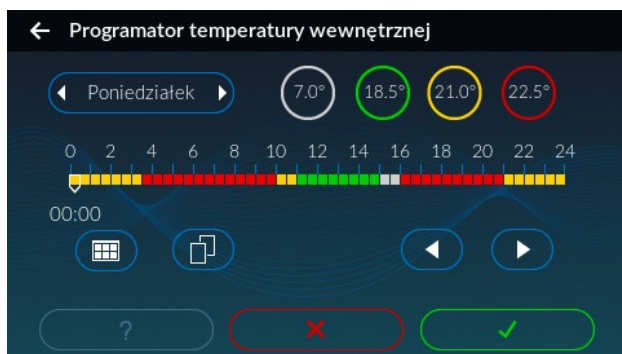 Programator temperatury wewnętrznej
Poniedziałek 7.0° 18.5° 21.0° 22.5°
0 2 4 6 8 10 12 14 16 18 20 22 24
00:00
?